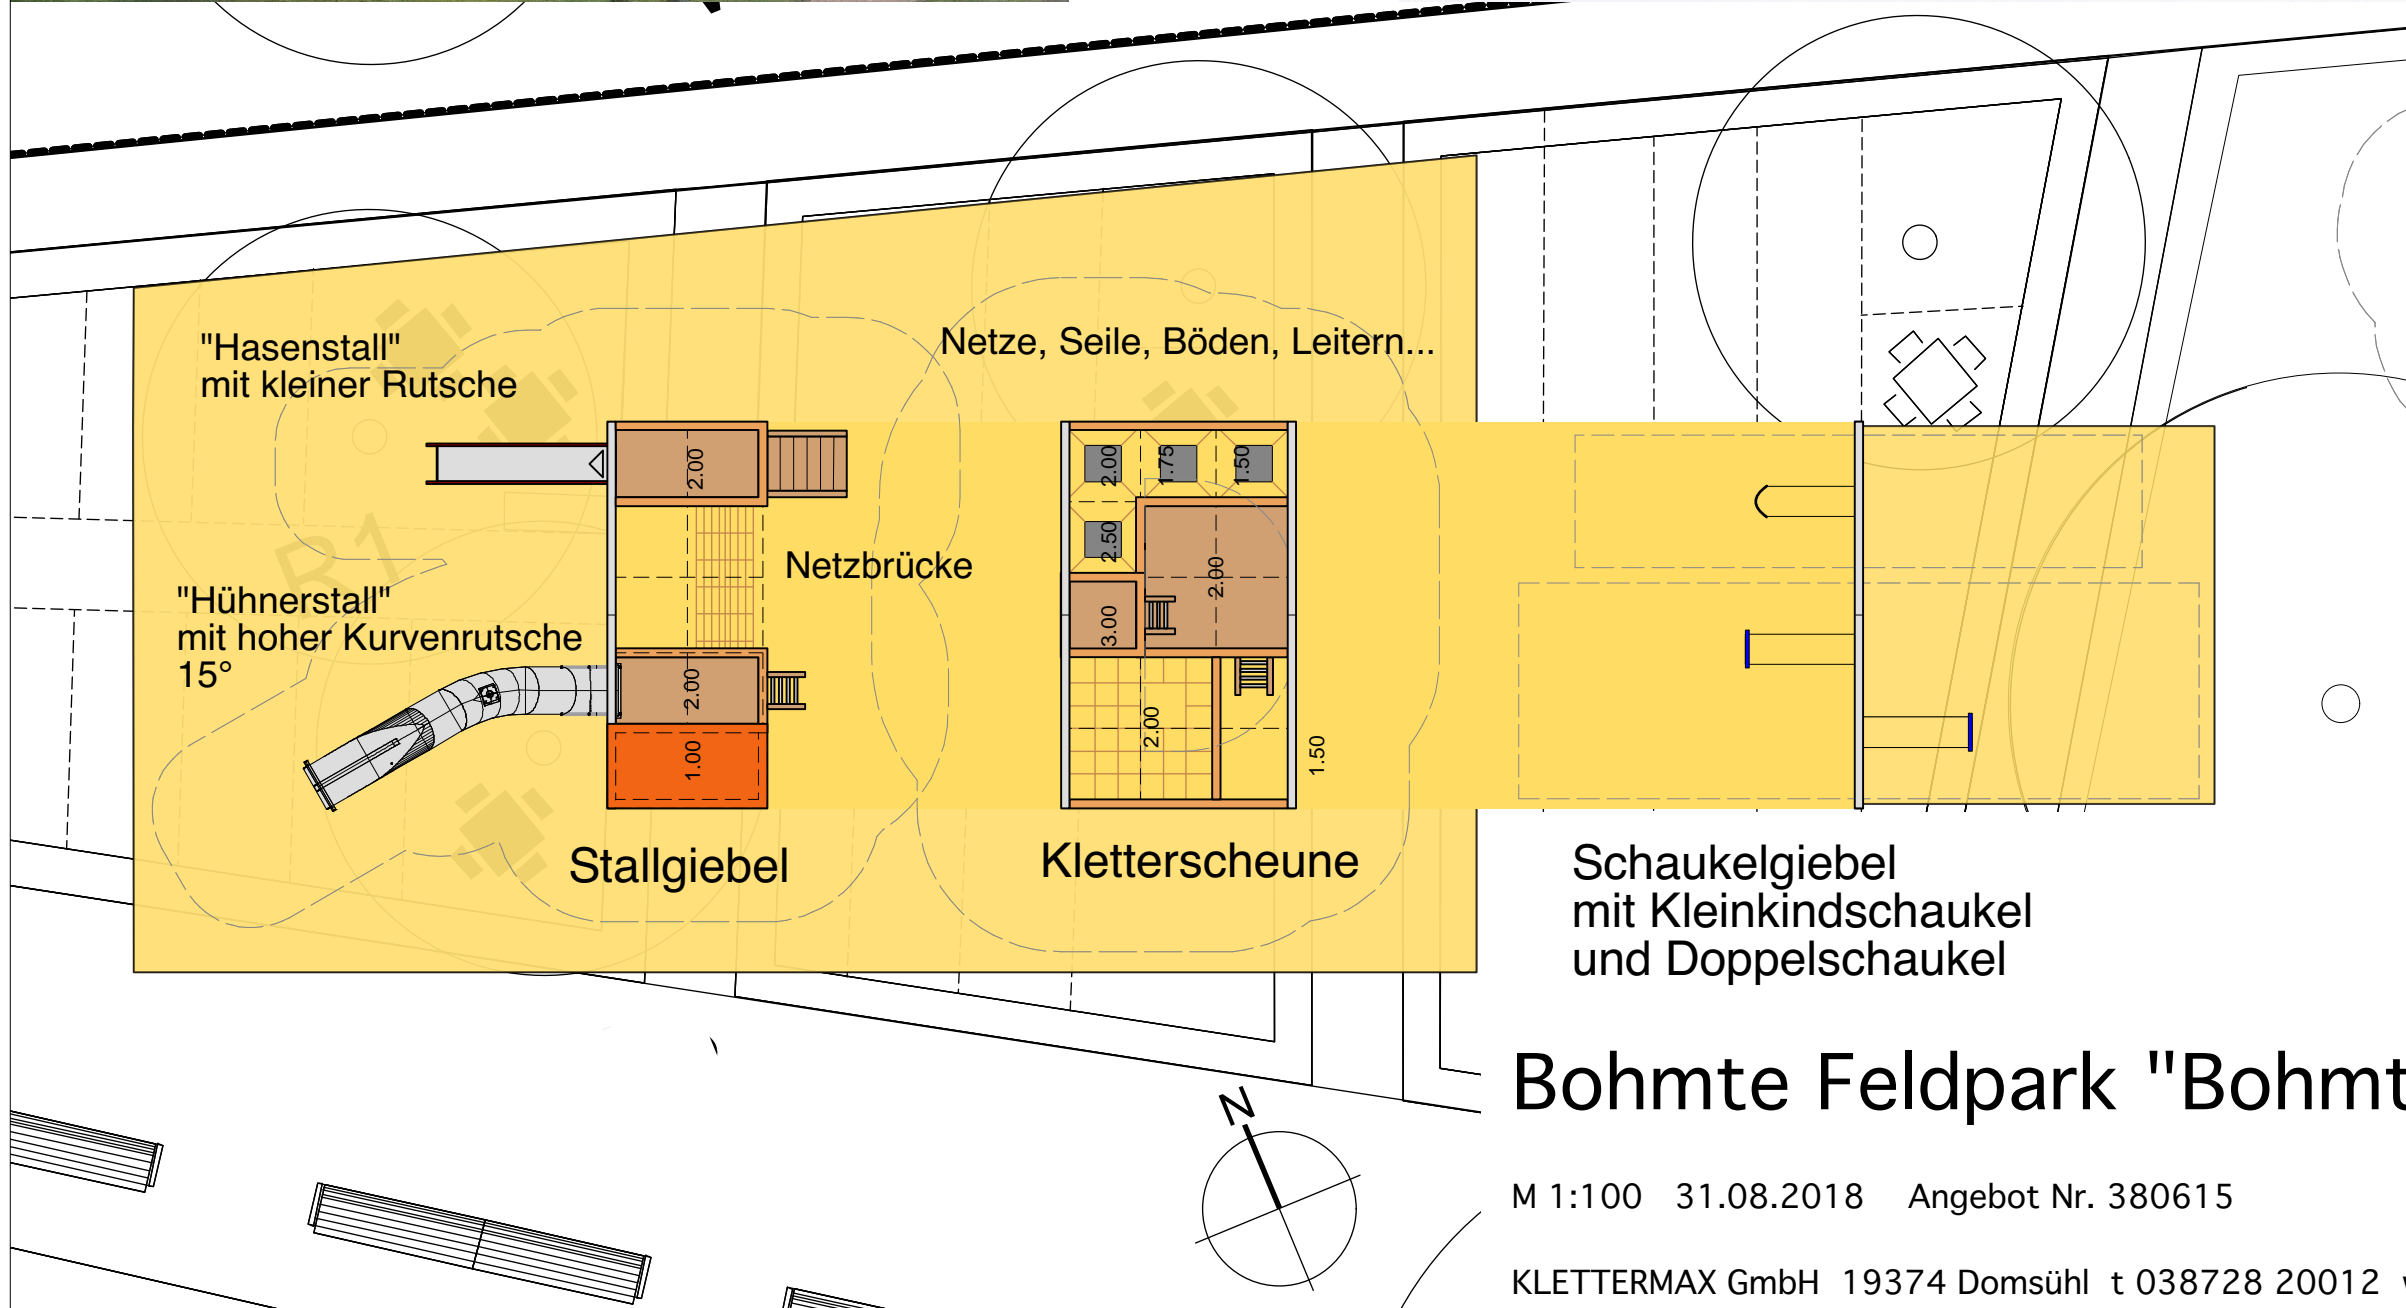 "Hasenstall"
mit kleiner Rutsche
Netze, Seile, Böden, Leitern...
2.00
2.00
1.75
1.50
2.50
R1
Netzbrücke
2.00
"Hühnerstall"
mit hoher Kurvenrutsche
15°
3.00
2.00
2.00
1.00
1.50
Stallgiebel
Kletterscheune
Schaukelgiebel
mit Kleinkindschaukel
und Doppelschaukel
Bohmte Feldpark "Bohmt
N
M 1:100 31.08.2018 Angebot Nr. 380615
KLETTERMAX GmbH 19374 Domsühl t 038728 20012